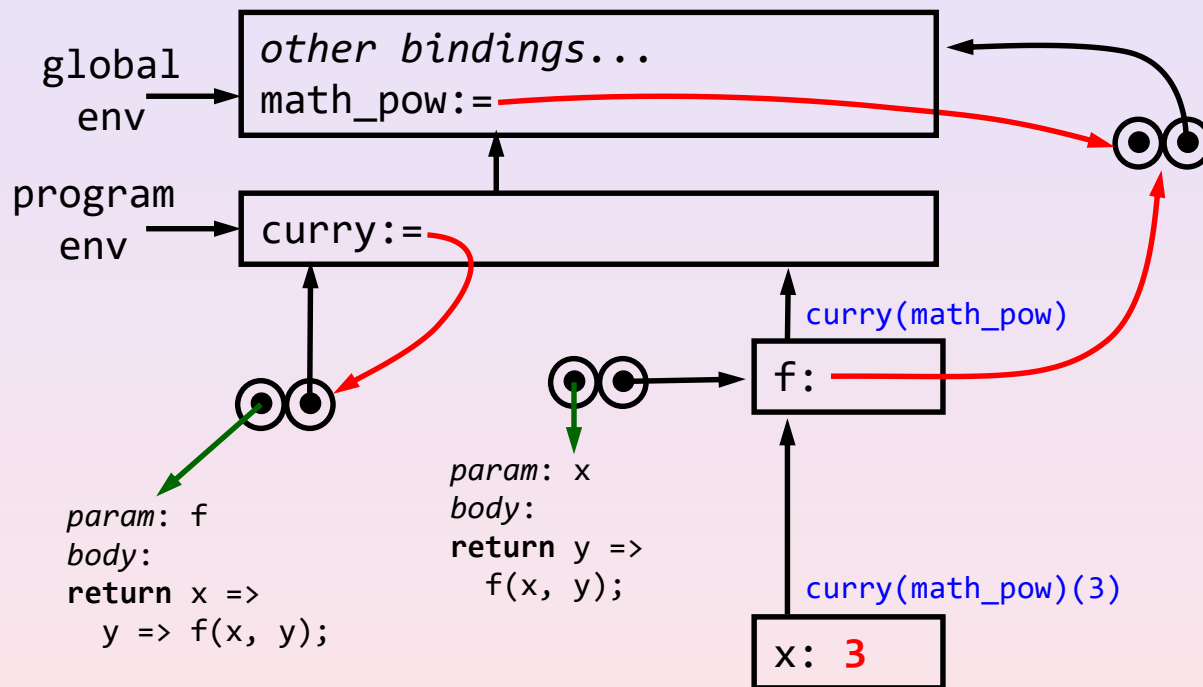 global
env
other bindings...
math_pow:=
program
env
curry:=
curry(math_pow)
f:
param: f
body:
return x =>
y => f(x, y);
param: x
body:
return y =>
f(x, y);
curry(math_pow)(3)
x: 3